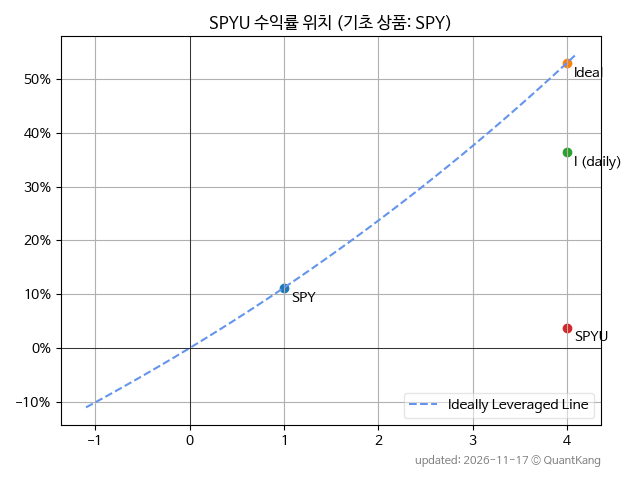 SPYU 수익률 위치 (기초 상품: SPY)
50%
40%
30%
20%
10%
0%
−10%
Ideal
I (daily)
SPY
SPYU
Ideally Leveraged Line
−1 0 1 2 3 4
updated: 2026-11-17 © QuantKang